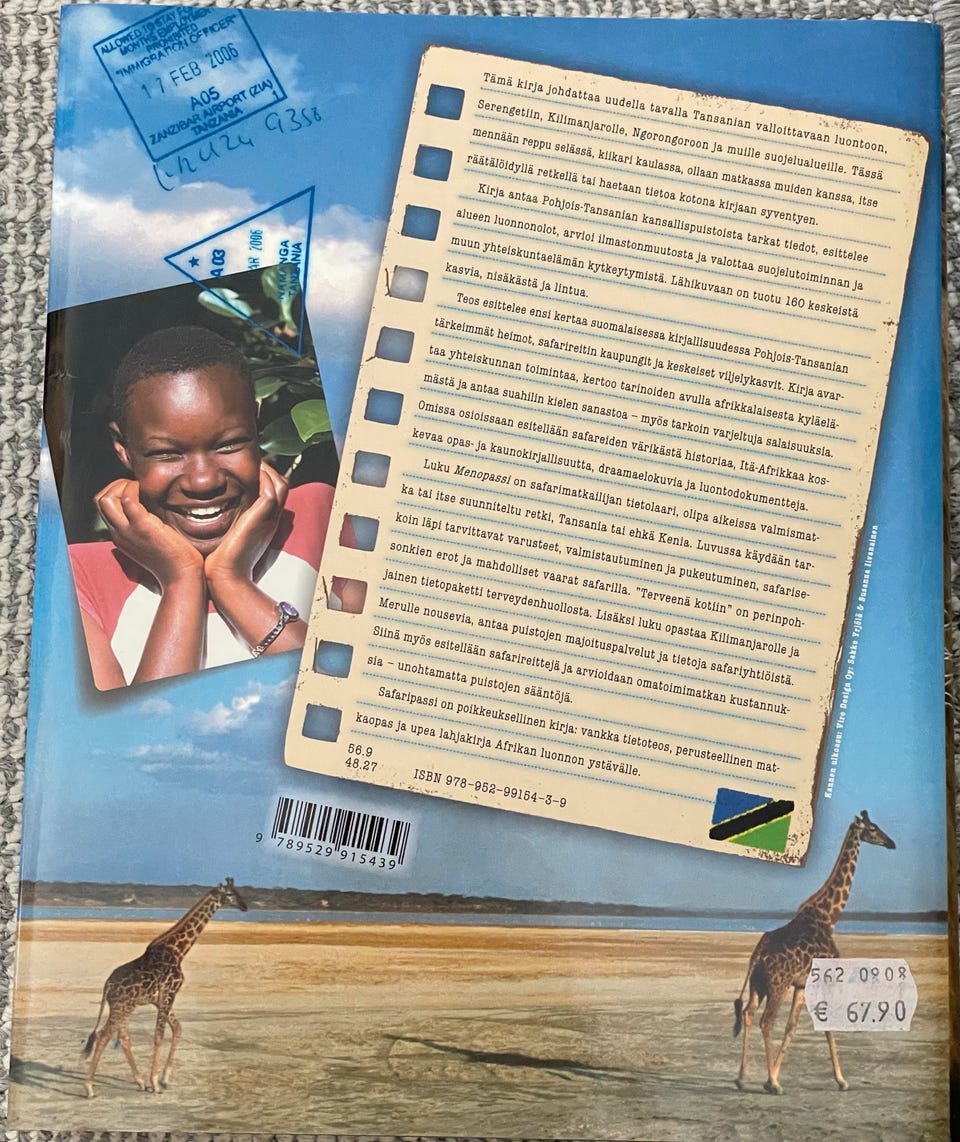 ALLOWED TO STAY FOR
MONTHS EMPLOYMENT
PROHIBITED
"IMMIGRATION OFFICER"
17 FEB 2006
A05
ZANZIBAR AIRPORT (ZIA)
TANZANIA
★
A 03
AR 2006
NAMANGA
TANZANIA
Tämä kirja johdattaa uudella tavalla Tansanian valloittavaan luontoon,
Serengetiin, Kilimanjarolle, Ngorongoroon ja muille suojelualueille. Tässä
mennään reppu selässä, kiikari kaulassa, ollaan matkassa muiden kanssa, itse
räätälöidyllä retkellä tai haetaan tietoa kotona kirjaan syventyen.
Kirja antaa Pohjois-Tansanian kansallispuistoista tarkat tiedot, esittelee
alueen luonnonolot, arvioi ilmastonmuutosta ja valottaa suojelutoiminnan ja
muun yhteiskuntaelämän kytkeytymistä. Lähikuvaan on tuotu 160 keskeistä
kasvia, nisäkästä ja lintua.
Teos esittelee ensi kertaa suomalaisessa kirjallisuudessa Pohjois-Tansanian
tärkeimmät heimot, safarireitin kaupungit ja keskeiset viljelykasvit. Kirja avar-
taa yhteiskunnan toimintaa, kertoo tarinoiden avulla afrikkalaisesta kyläelä-
mästä ja antaa suahilin kielen sanastoa – myös tarkoin varjeltuja salaisuuksia.
Omissa osioissaan esitellään safareiden värikästä historiaa, Itä-Afrikkaa kos-
kevaa opas- ja kaunokirjallisuutta, draamaelokuvia ja luontodokumentteja.
Luku Menopassi on safarimatkailijan tietolaari, olipa aikeissa valmismat-
ka tai itse suunniteltu retki, Tansania tai ehkä Kenia. Luvussa käydään tar-
koin läpi tarvittavat varusteet, valmistautuminen ja pukeutuminen, safarise-
sonkien erot ja mahdolliset vaarat safarilla. "Terveenä kotiin" on perinpoh-
jainen tietopaketti terveydenhuollosta. Lisäksi luku opastaa Kilimanjarolle ja
Merulle nousevia, antaa puistojen majoituspalvelut ja tietoja safariyhtiöistä.
Siinä myös esitellään safarireittejä ja arvioidaan omatoimimatkan kustannuk-
sia – unohtamatta puistojen sääntöjä.
Safaripassi on poikkeuksellinen kirja: vankka tietoteos, perusteellinen mat-
kaopas ja upea lahjakirja Afrikan luonnon ystävälle.
56.9
48.27
ISBN 978-952-99154-3-9
9 789529 915439
Kannen ulkoasu: Viro Design Oy: Sakke Yrjölä & Susanna Iivanainen
562 0908
€ 67.90